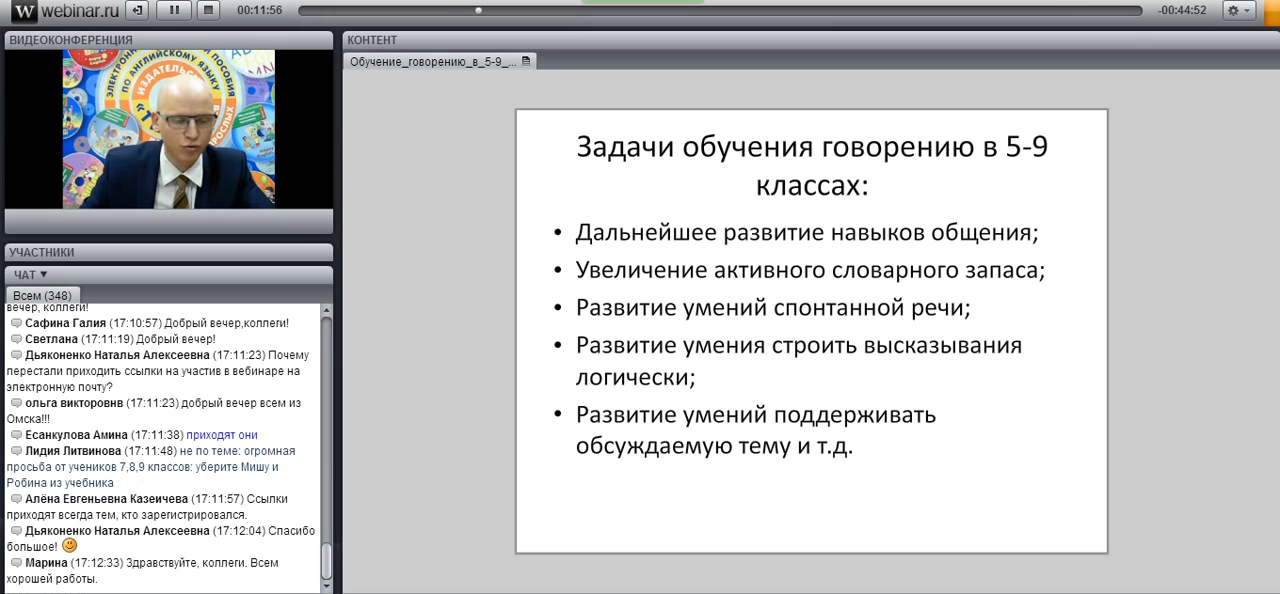 W webinar.ru
00:11:56
-00:44:52
ВИДЕОКОНФЕРЕНЦИЯ
ЭЛЕКТРОН
ПОСОБИЯ
ПО АНГЛИЙСКОМУ ЯЗЫКУ
ИЗДАТЕЛЬС
РОСЛЫХ
УЧАСТНИКИ
ЧАТ ▼
Всем (348)
вечер, коллеги!
Сафина Галия (17:10:57) Добрый вечер,коллеги!
Светлана (17:11:19) Добрый вечер!
Дьяконенко Наталья Алексеевна (17:11:23) Почему
перестали приходить ссылки на участив в вебинаре на
электронную почту?
ольга викторовнв (17:11:23) добрый вечер всем из
Омска!!!
Есанкулова Амина (17:11:38) приходят они
Лидия Литвинова (17:11:48) не по теме: огромная
просьба от учеников 7,8,9 классов: уберите Мишу и
Робина из учебника
Алёна Евгеньевна Казеичева (17:11:57) Ссылки
приходят всегда тем, кто зарегистрировался.
Дьяконенко Наталья Алексеевна (17:12:04) Спасибо
большое!
Марина (17:12:33) Здравствуйте, коллеги. Всем
хорошей работы.
КОНТЕНТ
Обучение_говорению_в_5-9_...
Задачи обучения говорению в 5-9
классах:
• Дальнейшее развитие навыков общения;
• Увеличение активного словарного запаса;
• Развитие умений спонтанной речи;
• Развитие умения строить высказывания
логически;
• Развитие умений поддерживать
обсуждаемую тему и т.д.